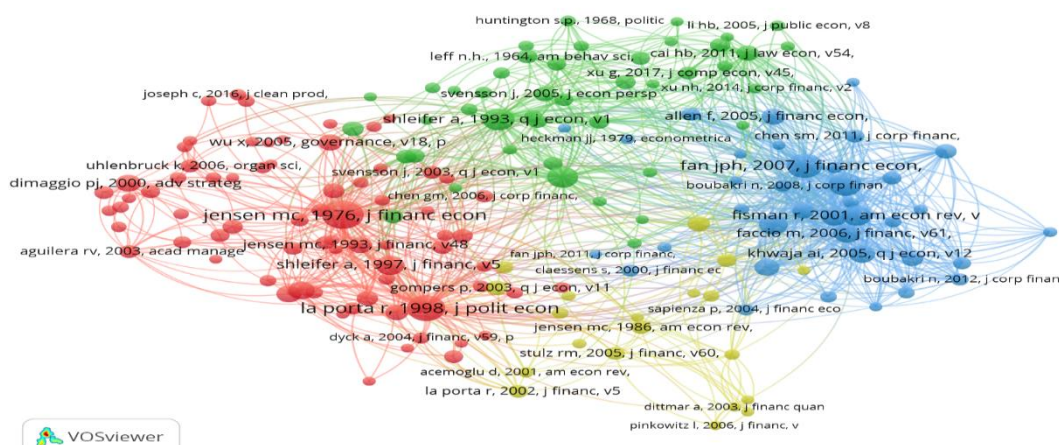 huntington s.p., 1968, politic
li hb, 2005, j public econ, v8
leff n.h., 1964, am behav sci,
cai hb, 2011, j law econ, v54,
xu g, 2017, j comp econ, v45,
joseph c, 2016, j clean prod,
svensson j, 2005, j econ persp
xu nh, 2014, j corp financ, v2
shleifer a, 1993, q j econ, v1
allen f, 2005, j financ econ,
wu x, 2005, governance, v18, p
heckman jj, 1979, econometrica
chen sm, 2011, j corp financ,
uhlenbruck k, 2006, organ sci,
svensson j, 2003, q j econ, v1
fan jph, 2007, j financ econ,
dimaggio pj, 2000, adv strateg
chen gm, 2006, j corp financ,
boubakri n, 2008, j corp finan
jensen mc, 1976, j financ econ
fisman r, 2001, am econ rev, v
faccio m, 2006, j financ, v61,
aguilera rv, 2003, acad manage
jensen mc, 1993, j financ, v48
fan jph, 2011, j corp financ,
khwaja ai, 2005, q j econ, v12
shleifer a, 1997, j financ, v5
claessens s, 2000, j financ ec
boubakri n, 2012, j corp finan
gompers p, 2003, q j econ, v11
la porta r, 1998, j polit econ
sapienza p, 2004, j financ eco
jensen mc, 1986, am econ rev,
dyck a, 2004, j financ, v59, p
stulz rm, 2005, j financ, v60,
acemoglu d, 2001, am econ rev,
la porta r, 2002, j financ, v5
dittmar a, 2003, j financ quan
pinkowitz l, 2006, j financ, v
VOSviewer